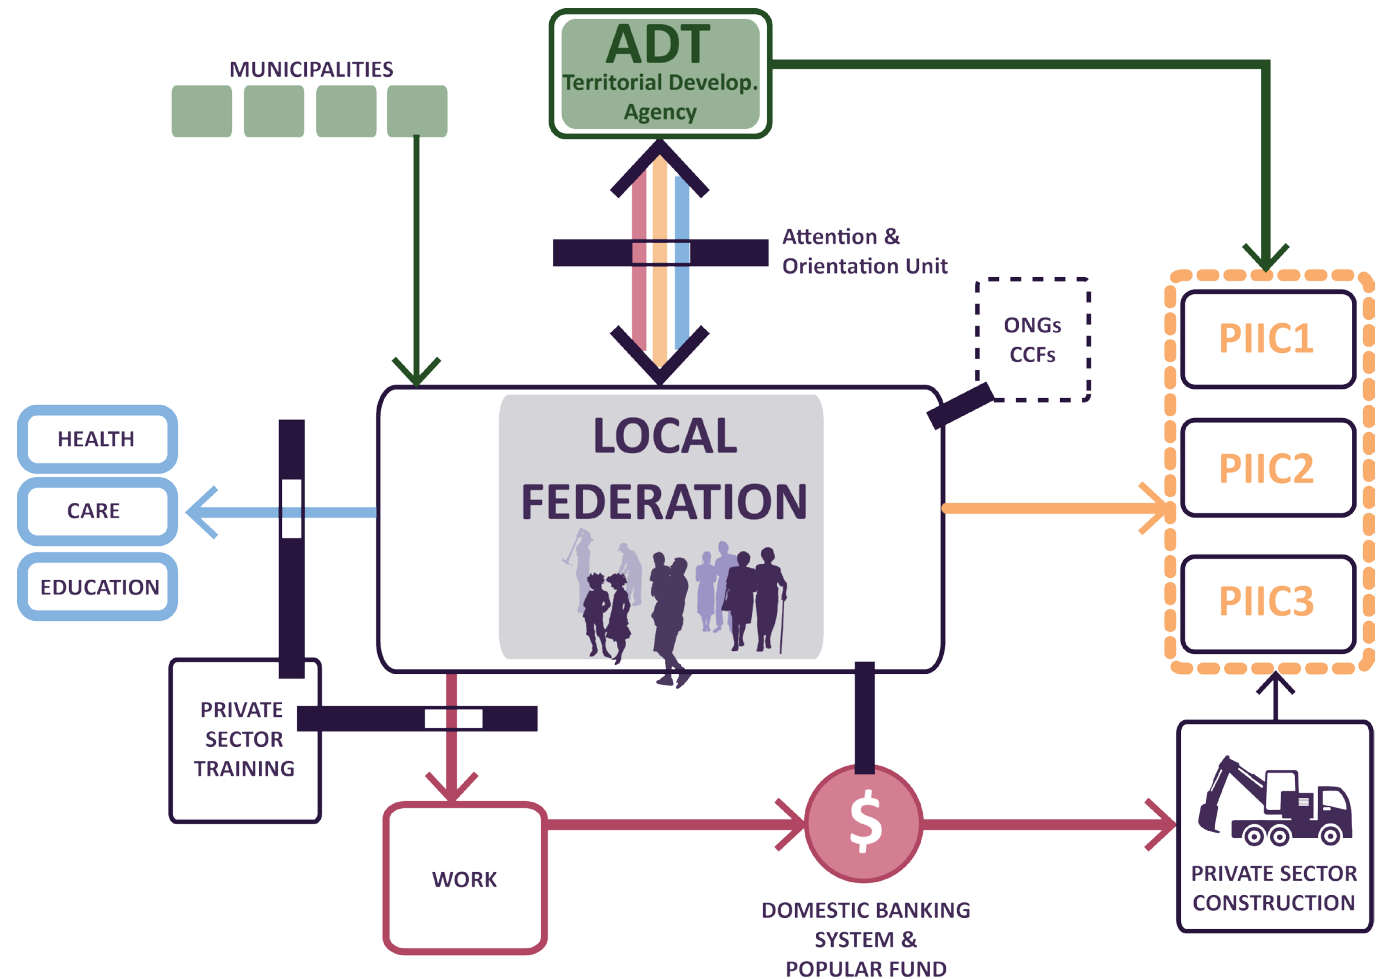 MUNICIPALITIES
ADT
Territorial Develop.
Agency
Attention &
Orientation Unit
ONGs
CCFs
PIIC1
PIIC2
PIIC3
LOCAL
FEDERATION
HEALTH
CARE
EDUCATION
PRIVATE
SECTOR
TRAINING
WORK
$
DOMESTIC BANKING
SYSTEM &
POPULAR FUND
PRIVATE SECTOR
CONSTRUCTION